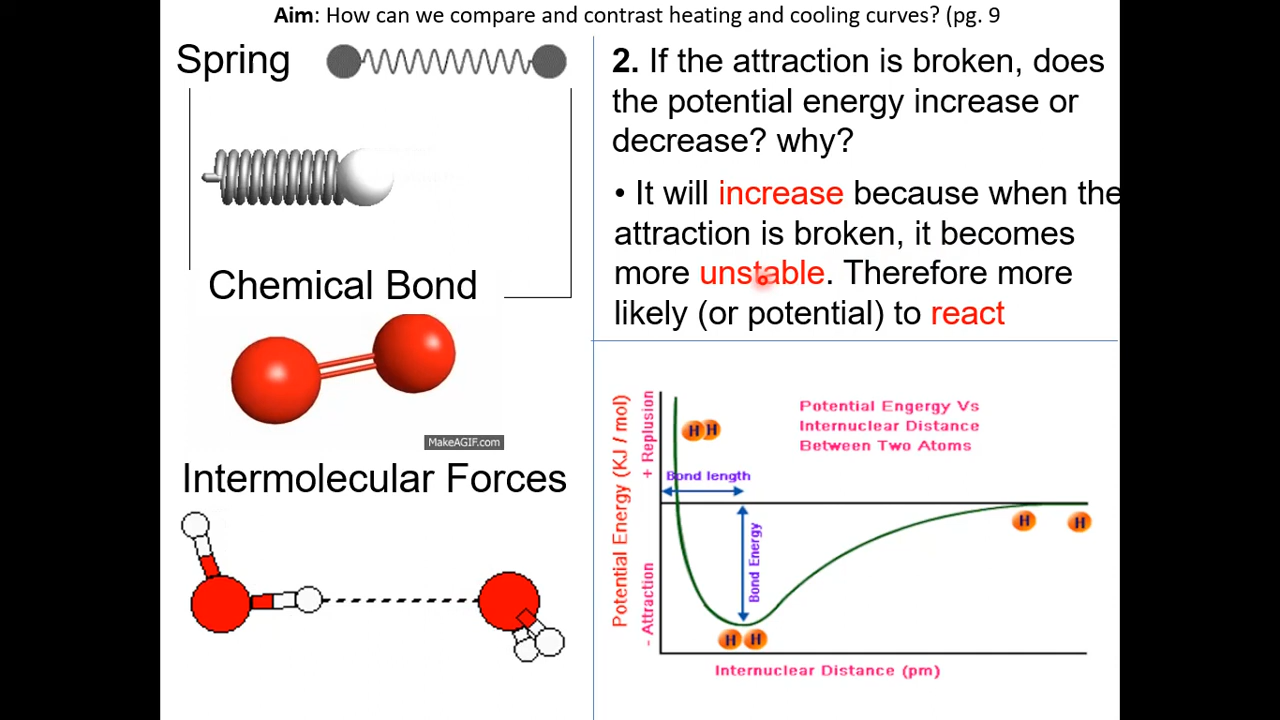 Aim: How can we compare and contrast heating and cooling curves? (pg. 9
Spring
Chemical Bond
MakeAGIF.com
Intermolecular Forces
2. If the attraction is broken, does
the potential energy increase or
decrease? why?
• It will increase because when the
attraction is broken, it becomes
more unstable. Therefore more
likely (or potential) to react
Potential Energy (KJ / mol)
- Attraction
+ Replusion
H H
Potential Engergy Vs
Internuclear Distance
Between Two Atoms
Bond length
Bond Energy
H H
H H
Internuclear Distance (pm)